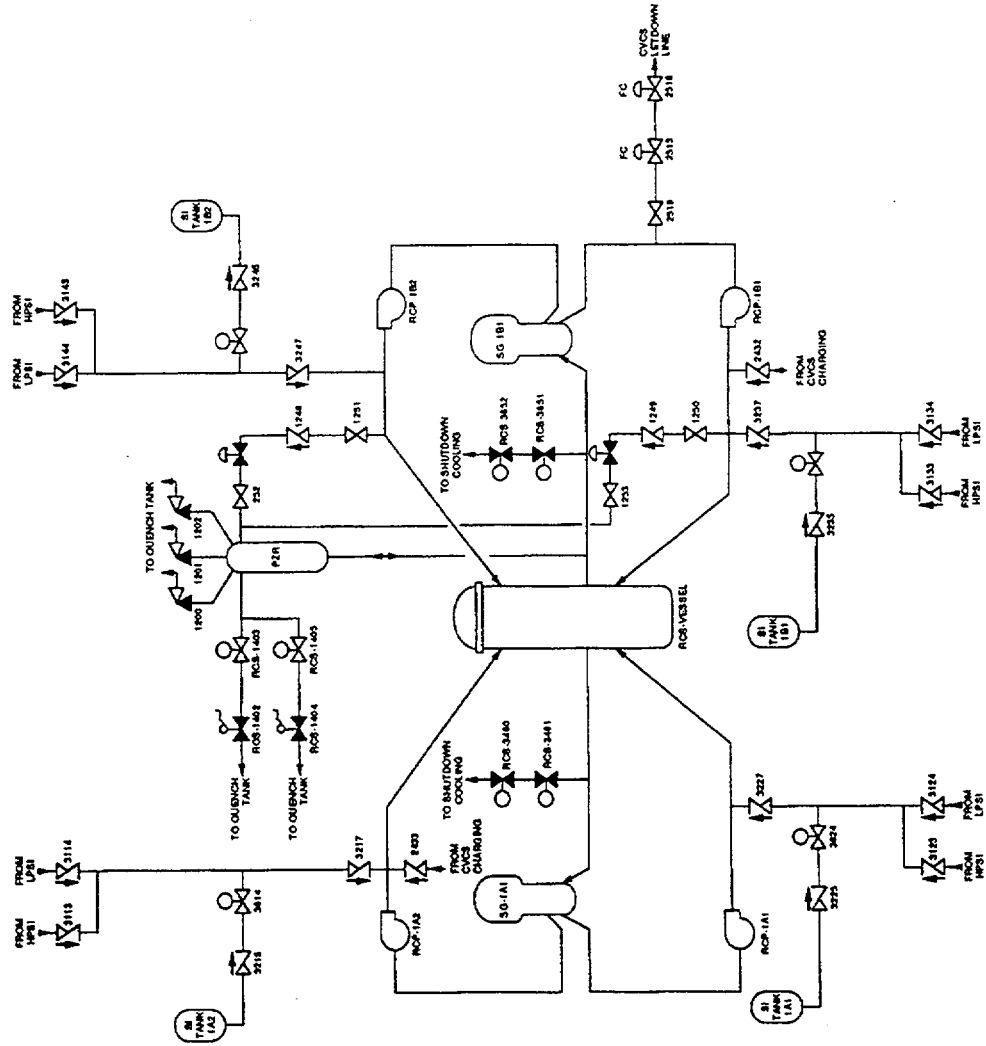 FROM
HPSI
3113
FROM
LPSI
3114
SI
TANK
1A2
3215
3614
3217
2433
FROM
CVCS
CHARGING
RCP-1A2
TO QUENCH
TANK
TO QUENCH
TANK
RCS-1402
RCS-1404
RCS-1403
RCS-1405
1200
1201
1202
TO QUENCH TANK
PZR
252
1248
1251
FROM
LPSI
3144
FROM
HPSI
3143
3247
3245
SI
TANK
1B2
RCP-1B2
SG-1A1
TO SHUTDOWN
COOLING
RCS-3480
RCS-3481
RCS-VESSEL
TO SHUTDOWN
COOLING
RCS-3652
RCS-3651
SG-1B1
1253
1249
1250
3237
2432
FROM
CVCS
CHARGING
RCP-1B1
2519
FC
2513
FC
2516
CVCS
LETDOWN
LINE
SI
TANK
1A1
3225
3624
3227
RCP-1A1
3123
FROM
HPSI
3124
FROM
LPSI
SI
TANK
1B1
3235
3133
FROM
HPSI
3134
FROM
LPSI